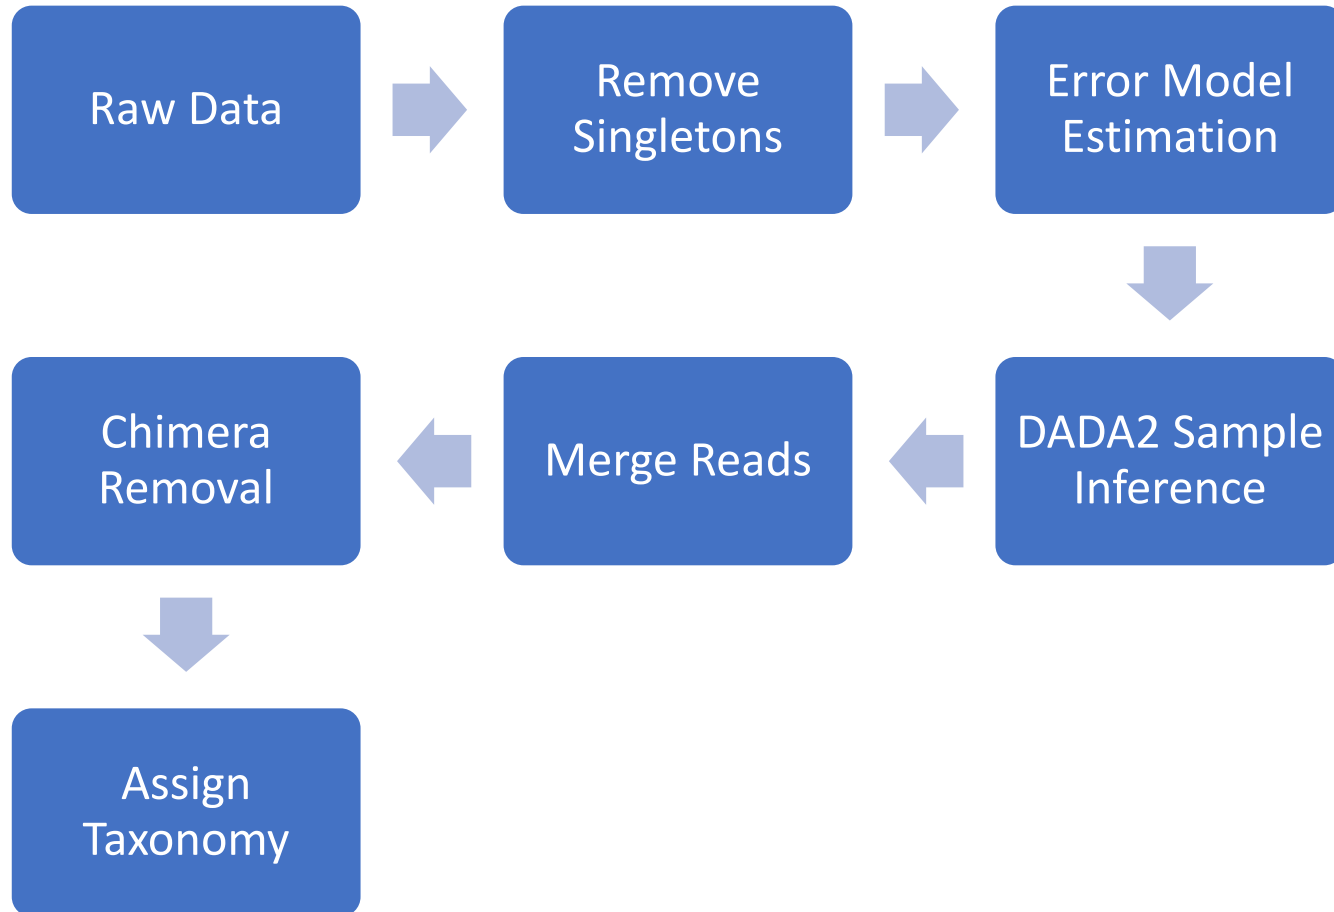 Raw Data
Remove
Singletons
Error Model
Estimation
DADA2 Sample
Inference
Merge Reads
Chimera
Removal
Assign
Taxonomy